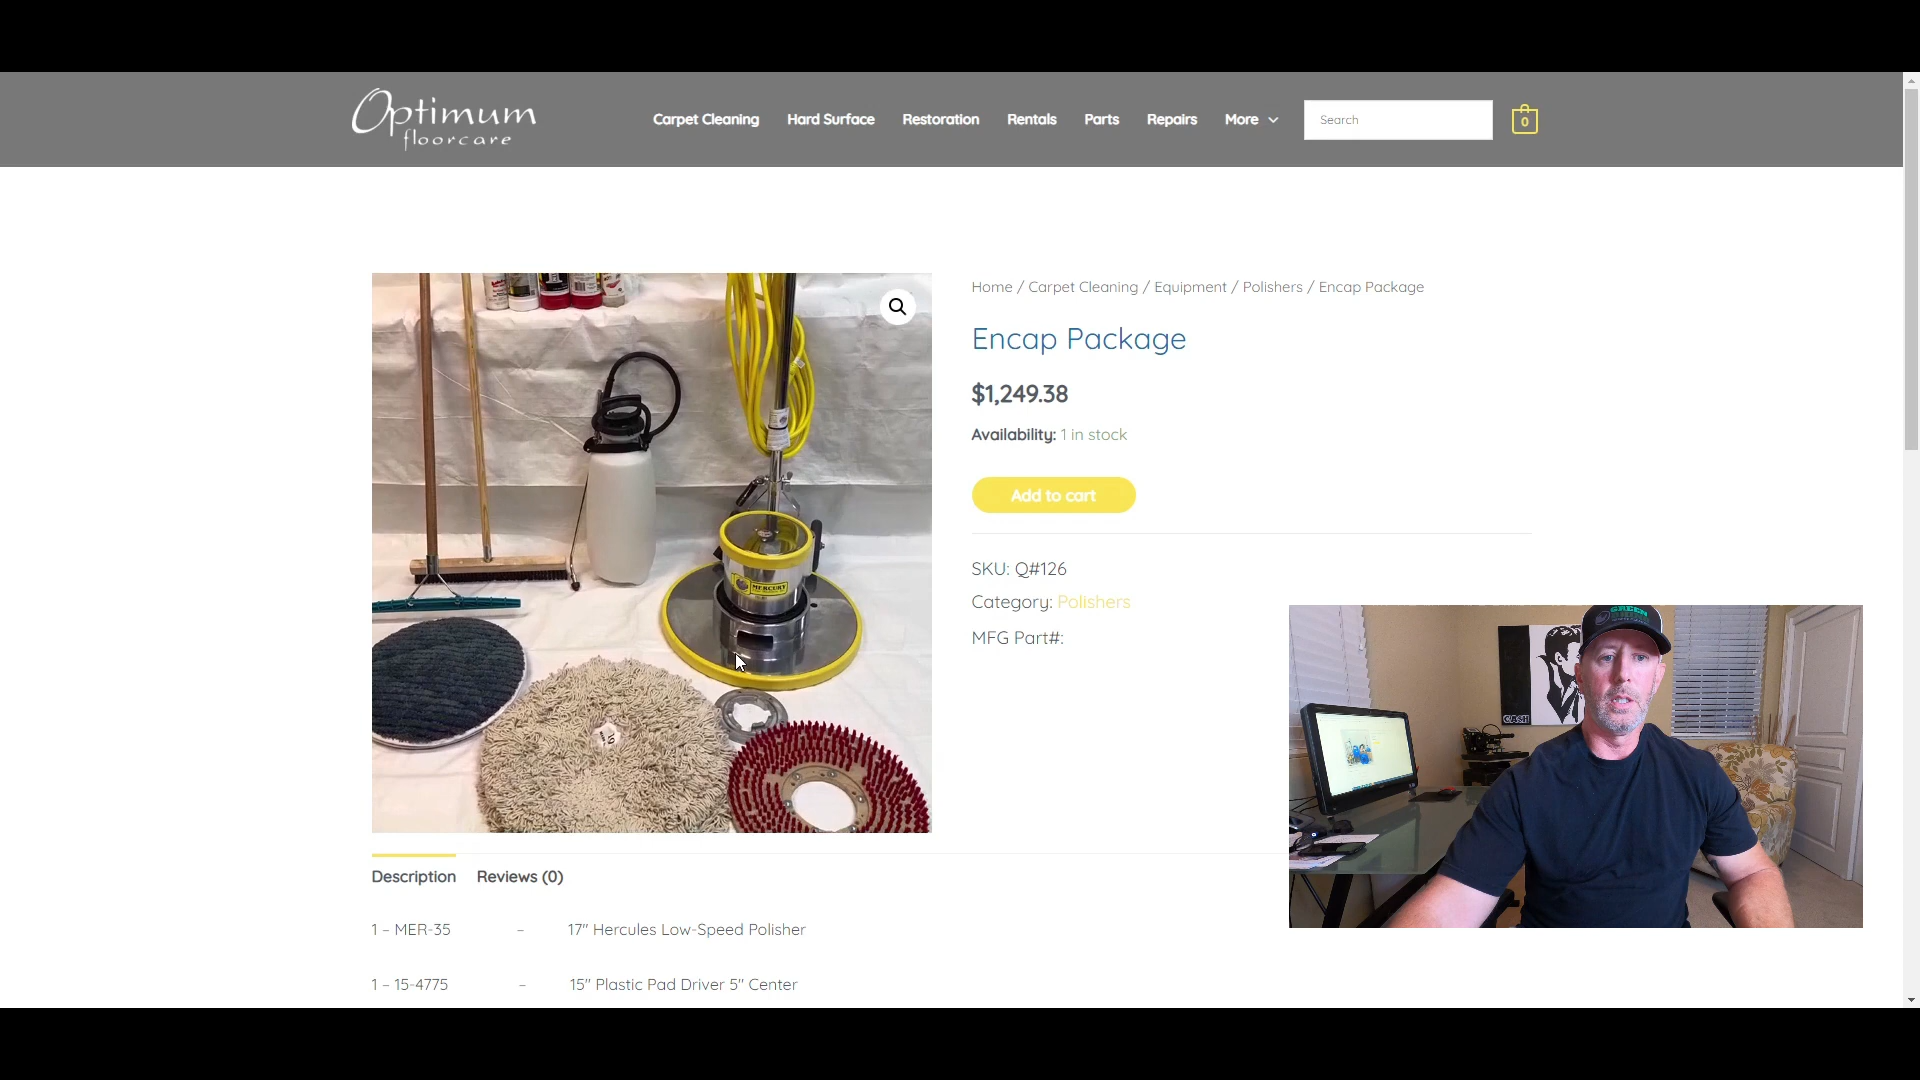 Optimum
floorcare
Carpet Cleaning Hard Surface Restoration Rentals Parts Repairs More Search 0
Home / Carpet Cleaning / Equipment / Polishers / Encap Package
Encap Package
$1,249.38
Availability: 1 in stock
Add to cart
SKU: Q#126
Category: Polishers
MFG Part#:
MERCURY
GREEN
CASH
Description Reviews (0)
1 – MER-35 – 17" Hercules Low-Speed Polisher
1 – 15-4775 – 15" Plastic Pad Driver 5" Center